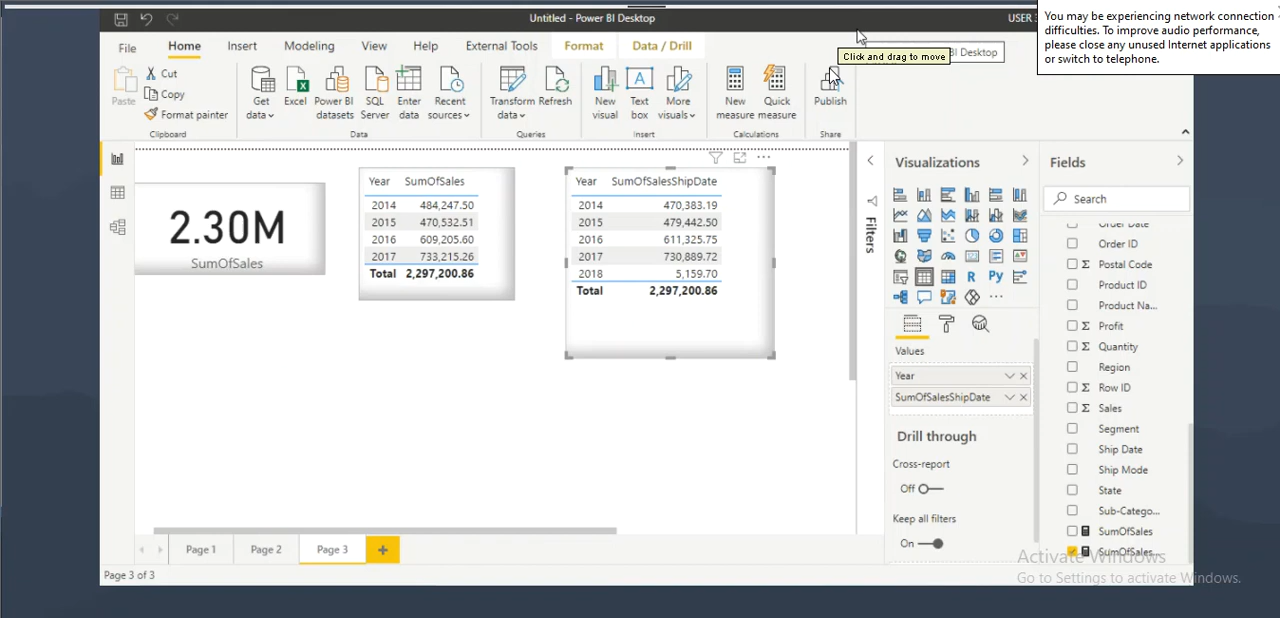 Untitled - Power BI Desktop
USER
You may be experiencing network connection
difficulties. To improve audio performance,
please close any unused Internet applications
or switch to telephone.
File Home Insert Modeling View Help External Tools Format Data / Drill
Click and drag to move
BI Desktop
Paste
Cut
Copy
Format painter
Clipboard
Get
data
Excel
Power BI
datasets
SQL
Server
Enter
data
Recent
sources
Data
Transform
data
Refresh
Queries
New
visual
Text
box
More
visuals
Insert
New
measure
Quick
measure
Calculations
Publish
Share
2.30M
SumOfSales
Year SumOfSales
2014 484,247.50
2015 470,532.51
2016 609,205.60
2017 733,215.26
Total 2,297,200.86
Year SumOfSalesShipDate
2014 470,383.19
2015 479,442.50
2016 611,325.75
2017 730,889.72
2018 5,159.70
Total 2,297,200.86
Filters
Visualizations
R Py
Values
Year
SumOfSalesShipDate
Drill through
Cross-report
Off
Keep all filters
On
Fields
Search
Order Date
Order ID
Σ Postal Code
Product ID
Product Na...
Σ Profit
Σ Quantity
Region
Σ Row ID
Σ Sales
Segment
Ship Date
Ship Mode
State
Sub-Catego...
SumOfSales
SumOfSales...
Page 1 Page 2 Page 3 +
Page 3 of 3
Activate Windows
Go to Settings to activate Windows.